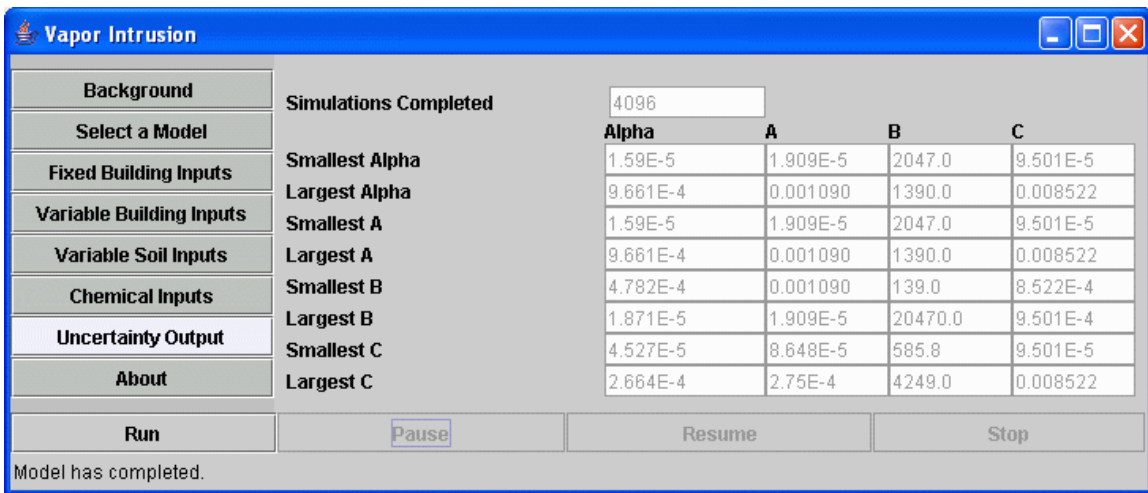 Vapor Intrusion
Background
Select a Model
Fixed Building Inputs
Variable Building Inputs
Variable Soil Inputs
Chemical Inputs
Uncertainty Output
About
Simulations Completed 4096
Alpha A B C
Smallest Alpha 1.59E-5 1.909E-5 2047.0 9.501E-5
Largest Alpha 9.661E-4 0.001090 1390.0 0.008522
Smallest A 1.59E-5 1.909E-5 2047.0 9.501E-5
Largest A 9.661E-4 0.001090 1390.0 0.008522
Smallest B 4.782E-4 0.001090 139.0 8.522E-4
Largest B 1.871E-5 1.909E-5 20470.0 9.501E-4
Smallest C 4.527E-5 8.648E-5 585.8 9.501E-5
Largest C 2.664E-4 2.75E-4 4249.0 0.008522
Run Pause Resume Stop
Model has completed.